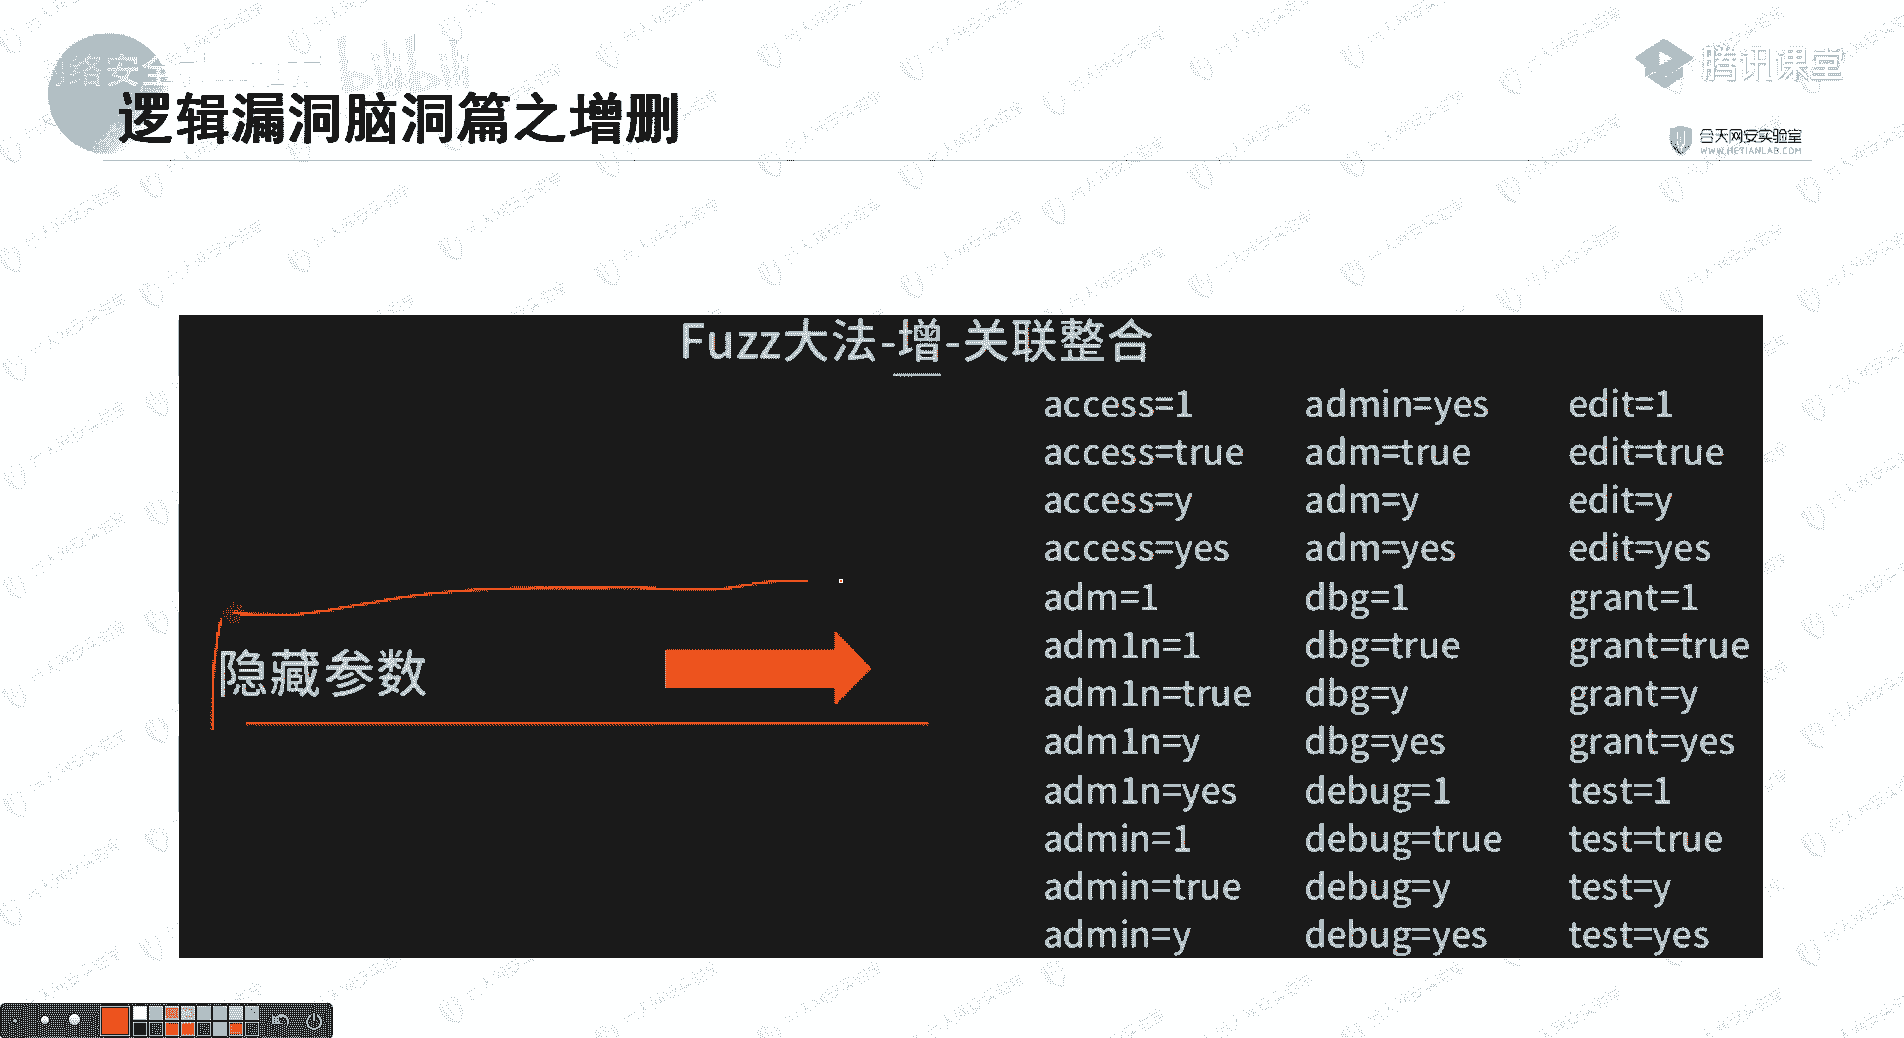 腾讯课堂
逻辑漏洞脑洞篇之增删
合天网安实验室
WWW.HETIANLAB.COM
Fuzz大法-增-关联整合
隐藏参数
access=1 admin=yes edit=1
access=true adm=true edit=true
access=y adm=y edit=y
access=yes adm=yes edit=yes
adm=1 dbg=1 grant=1
adm1n=1 dbg=true grant=true
adm1n=true dbg=y grant=y
adm1n=y dbg=yes grant=yes
adm1n=yes debug=1 test=1
admin=1 debug=true test=true
admin=true debug=y test=y
admin=y debug=yes test=yes